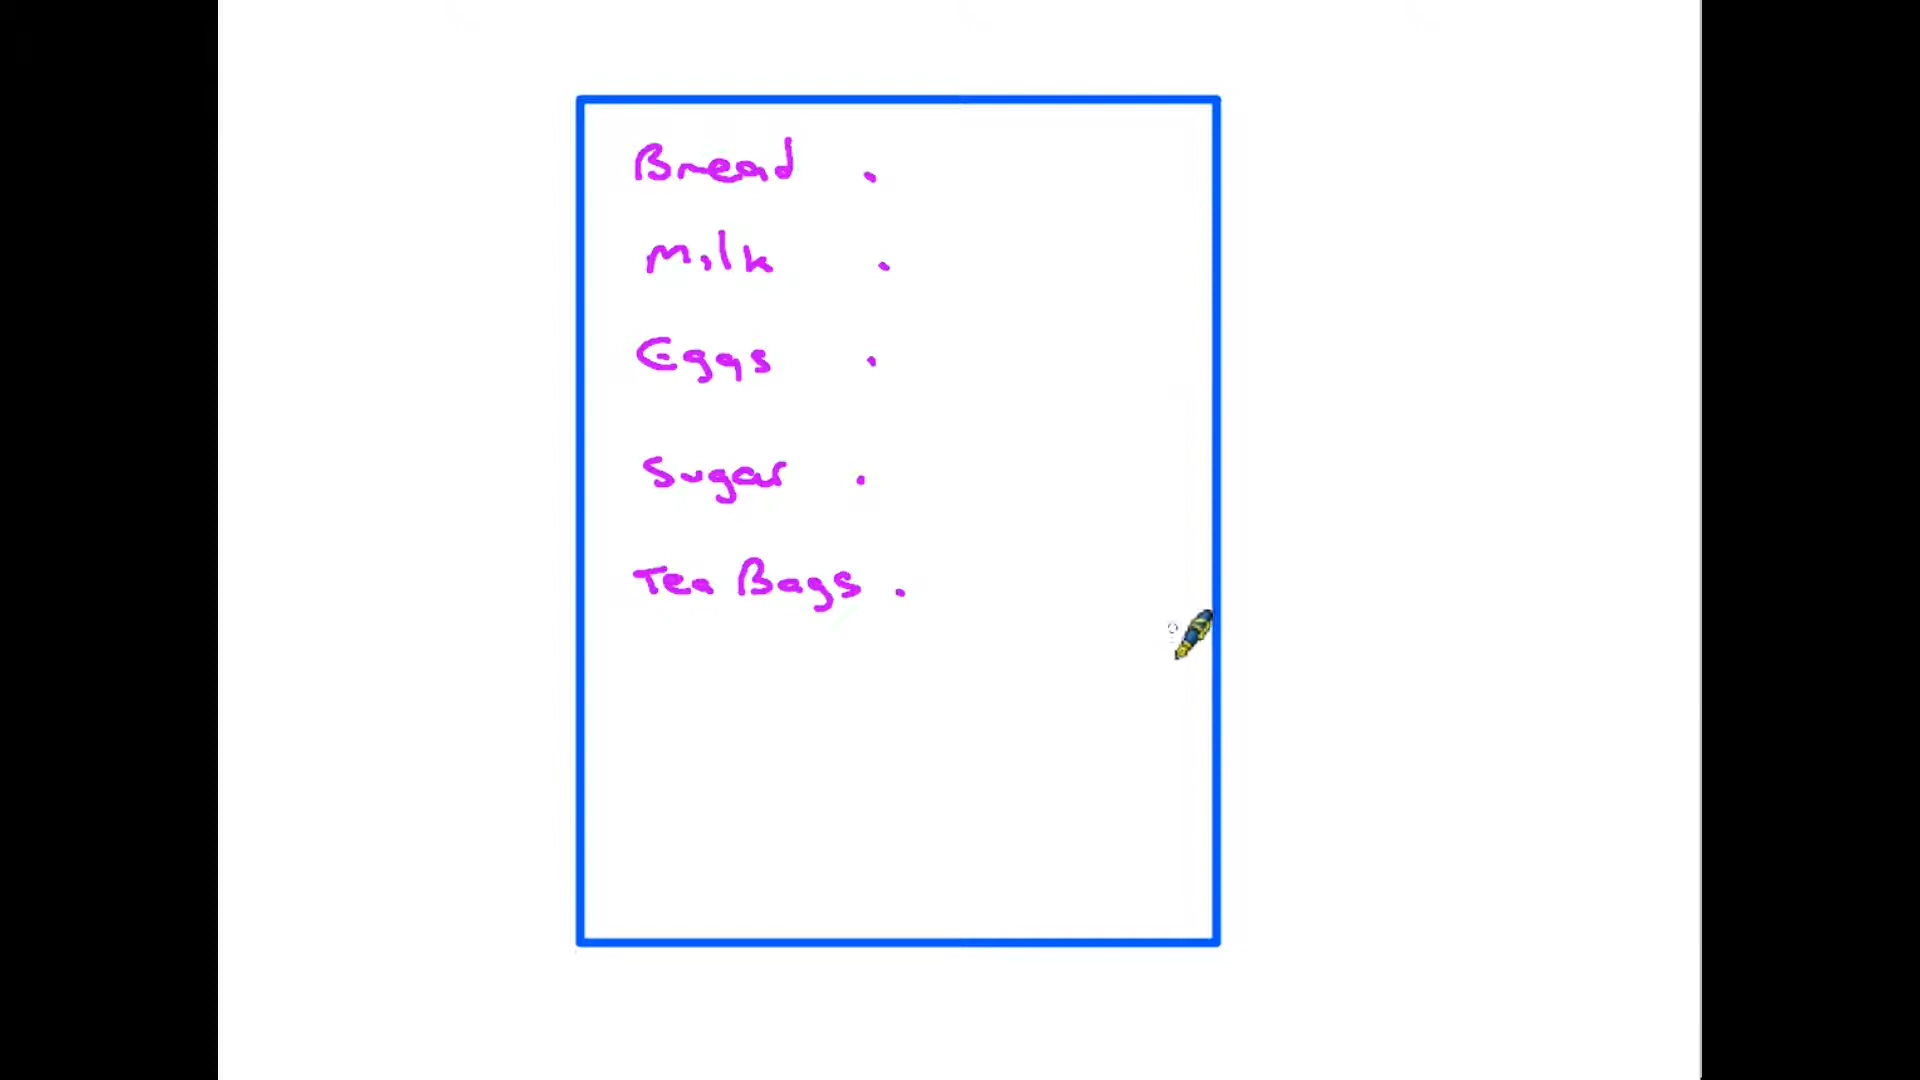 Bread .
Milk .
Eggs .
Sugar .
Tea Bags .